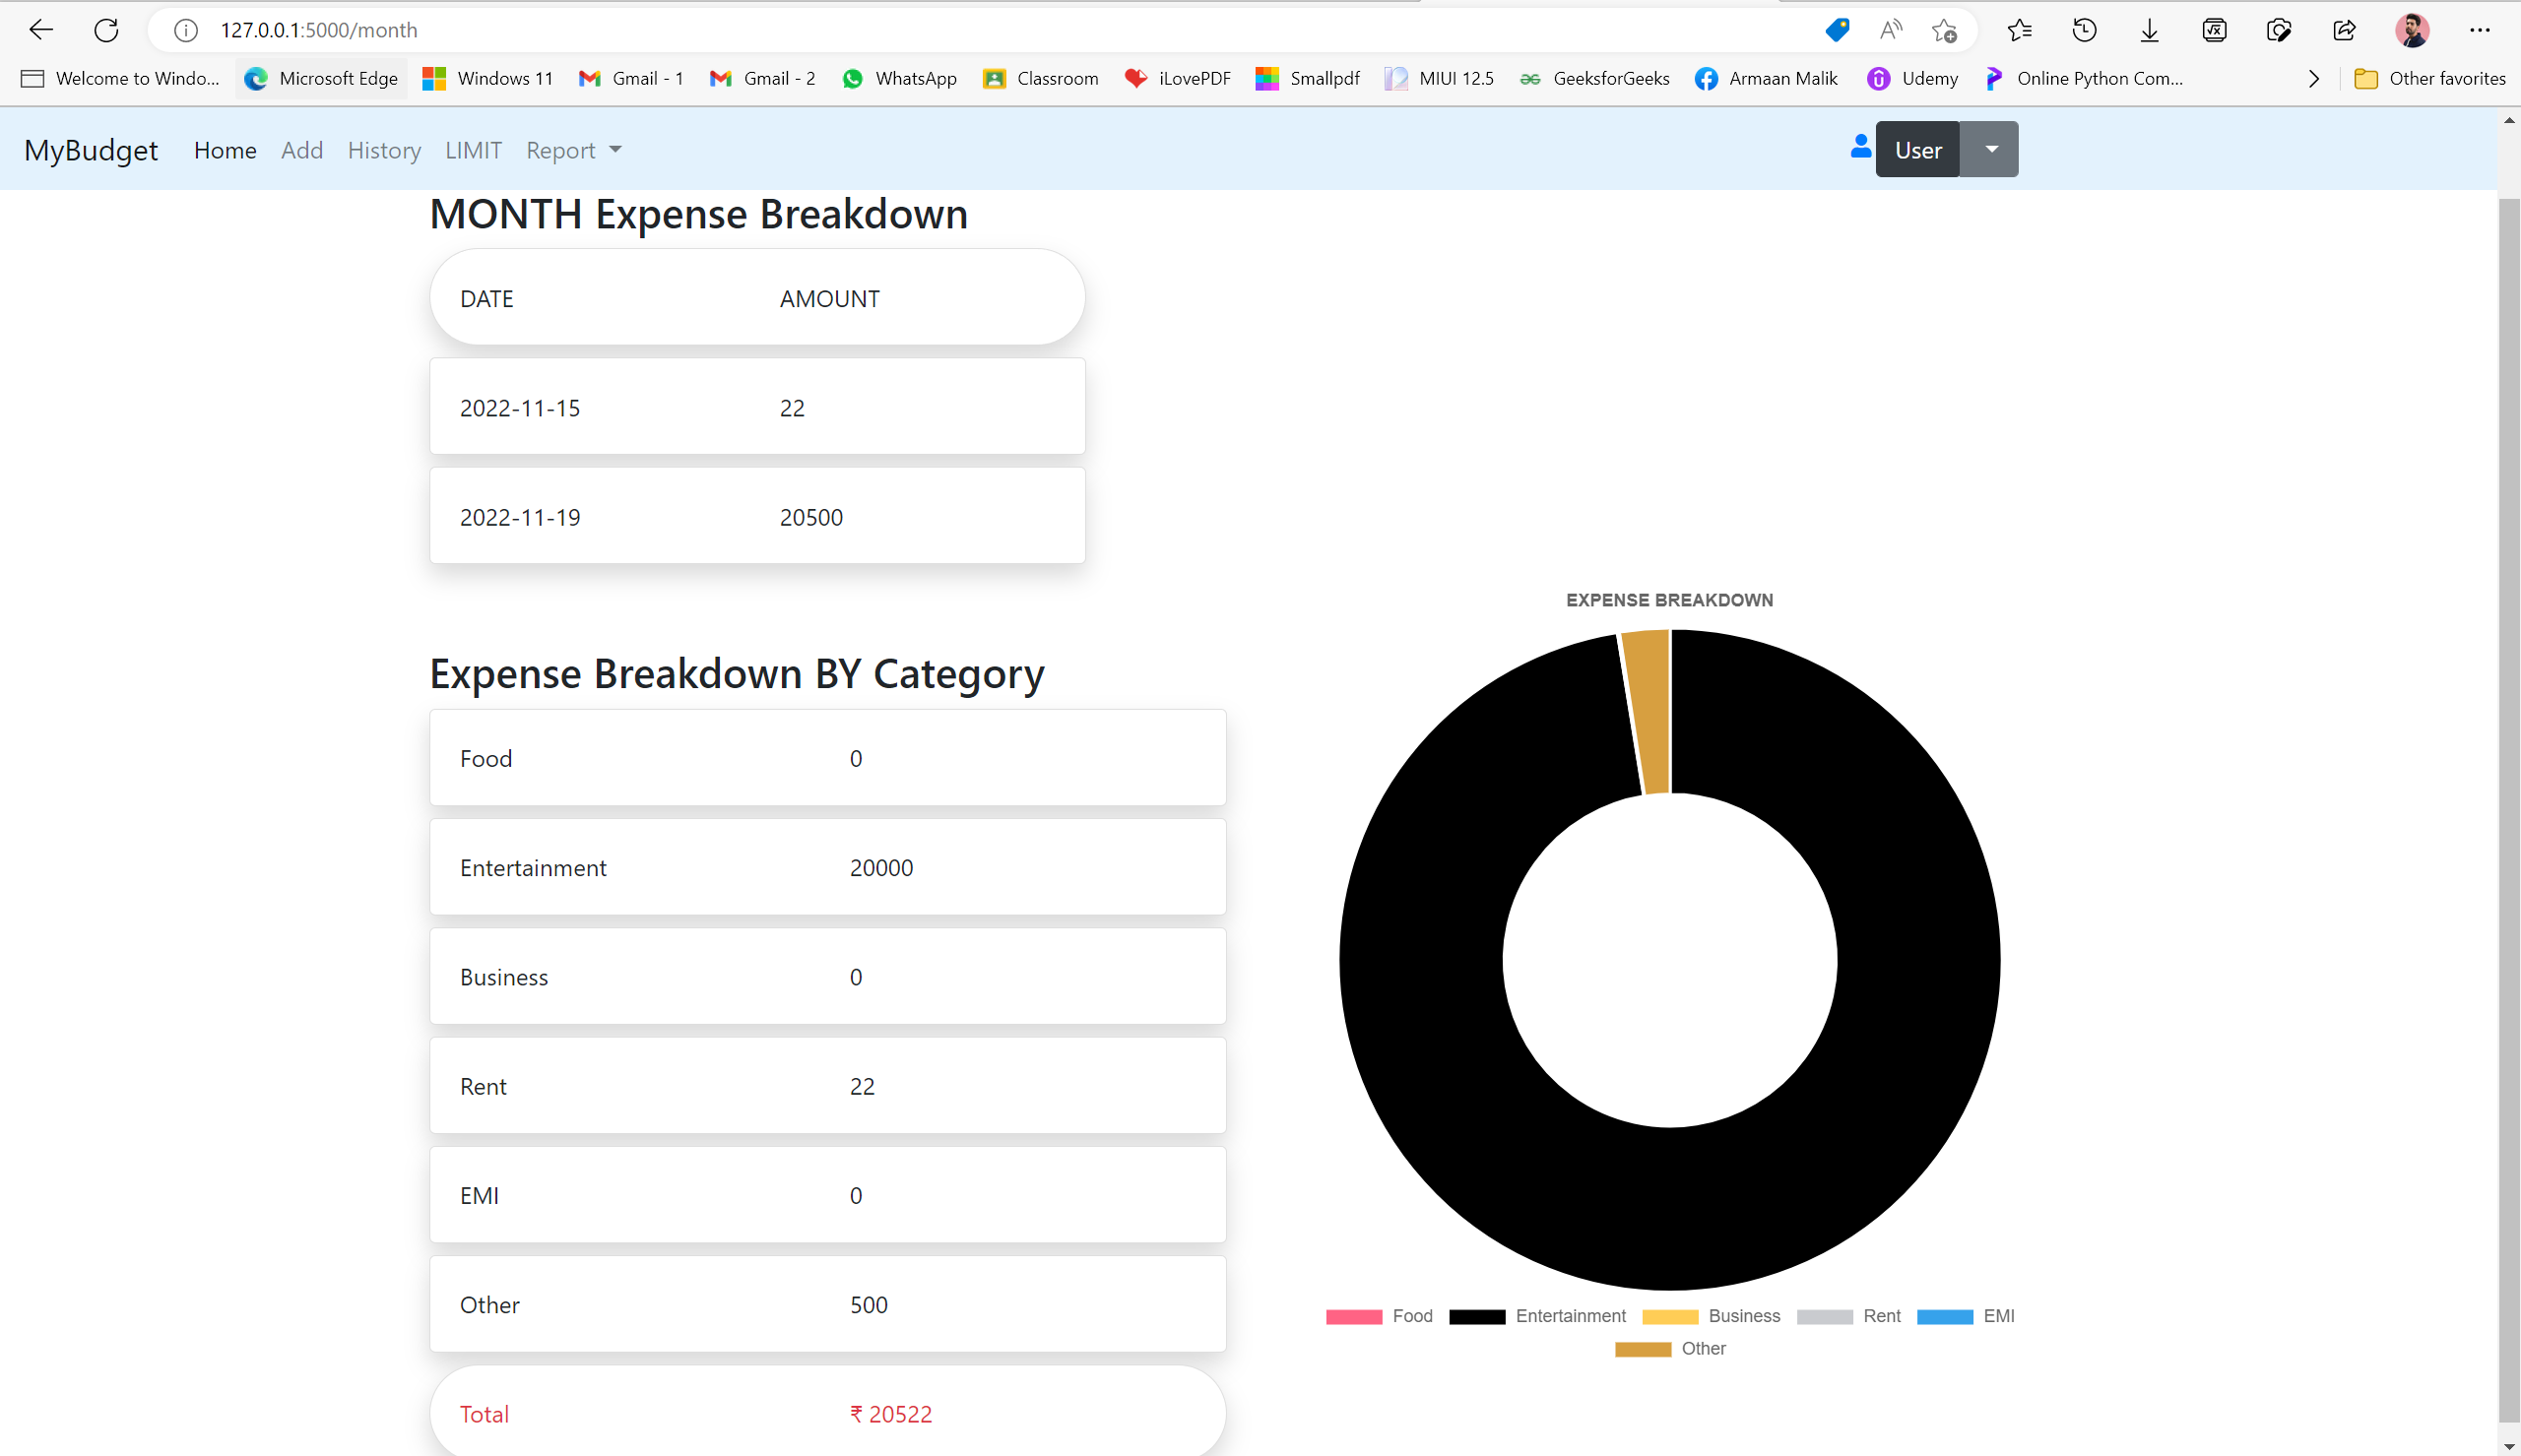 127.0.0.1:5000/month
Welcome to Windo... Microsoft Edge Windows 11 Gmail - 1 Gmail - 2 WhatsApp Classroom iLovePDF Smallpdf MIUI 12.5 GeeksforGeeks Armaan Malik Udemy Online Python Com... Other favorites
MyBudget Home Add History LIMIT Report User
MONTH Expense Breakdown
DATE AMOUNT
2022-11-15 22
2022-11-19 20500
EXPENSE BREAKDOWN
Expense Breakdown BY Category
Food 0
Entertainment 20000
Business 0
Rent 22
EMI 0
Other 500
Food Entertainment Business Rent EMI
Other
Total ₹ 20522